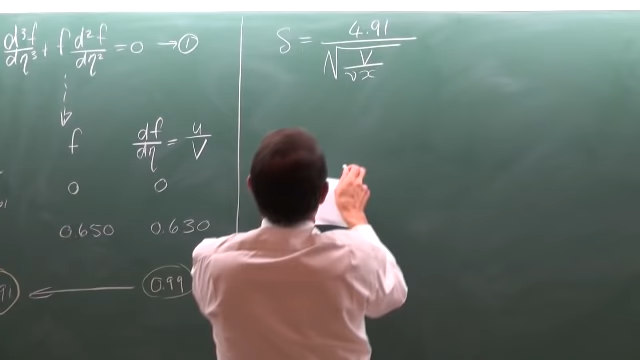 d³f/dη³ + f d²f/dη² = 0 → ①
f df/dη = u/V
0 0
0.650 0.630
91 ← 0.99
δ = 4.91/√(V/νx)